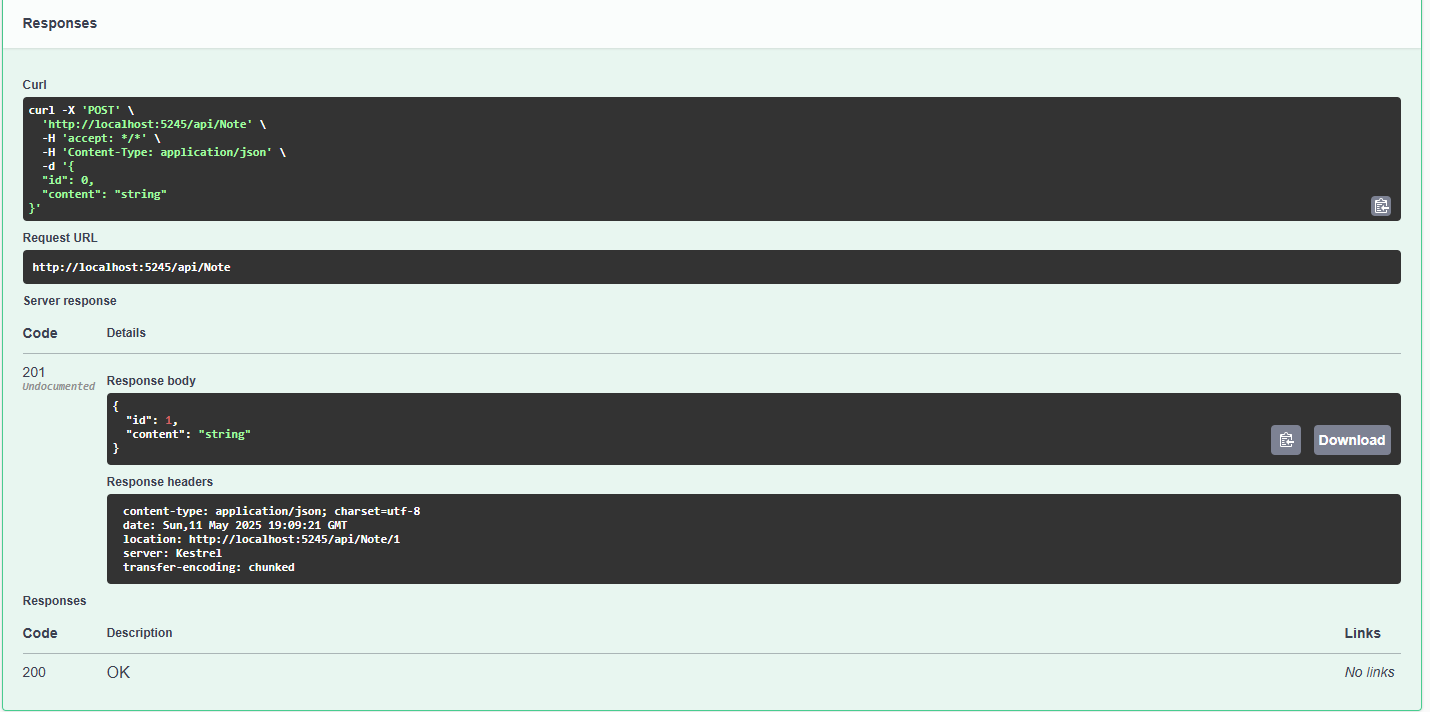 Responses
Curl
curl -X 'POST' \
  'http://localhost:5245/api/Note' \
  -H 'accept: */*' \
  -H 'Content-Type: application/json' \
  -d '{
  "id": 0,
  "content": "string"
}'
Request URL
http://localhost:5245/api/Note
Server response
Code Details
201
Undocumented
Response body
{
  "id": 1,
  "content": "string"
}
Download
Response headers
content-type: application/json; charset=utf-8
date: Sun,11 May 2025 19:09:21 GMT
location: http://localhost:5245/api/Note/1
server: Kestrel
transfer-encoding: chunked
Responses
Code Description Links
200 OK No links